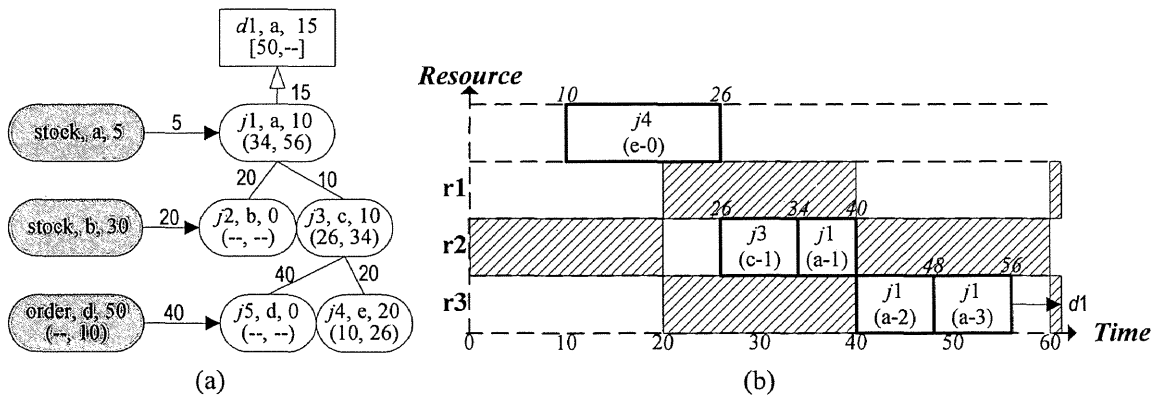 d1, a, 15
[50,--]
15
stock, a, 5
5
j1, a, 10
(34, 56)
20
10
stock, b, 30
20
j2, b, 0
(--, --)
j3, c, 10
(26, 34)
40
20
order, d, 50
(--, 10)
40
j5, d, 0
(--, --)
j4, e, 20
(10, 26)
(a)
Resource
10
26
j4
(e-0)
r1
26
34
40
r2
j3
(c-1)
j1
(a-1)
48
56
r3
j1
(a-2)
j1
(a-3)
d1
0
10
20
30
40
50
60
Time
(b)